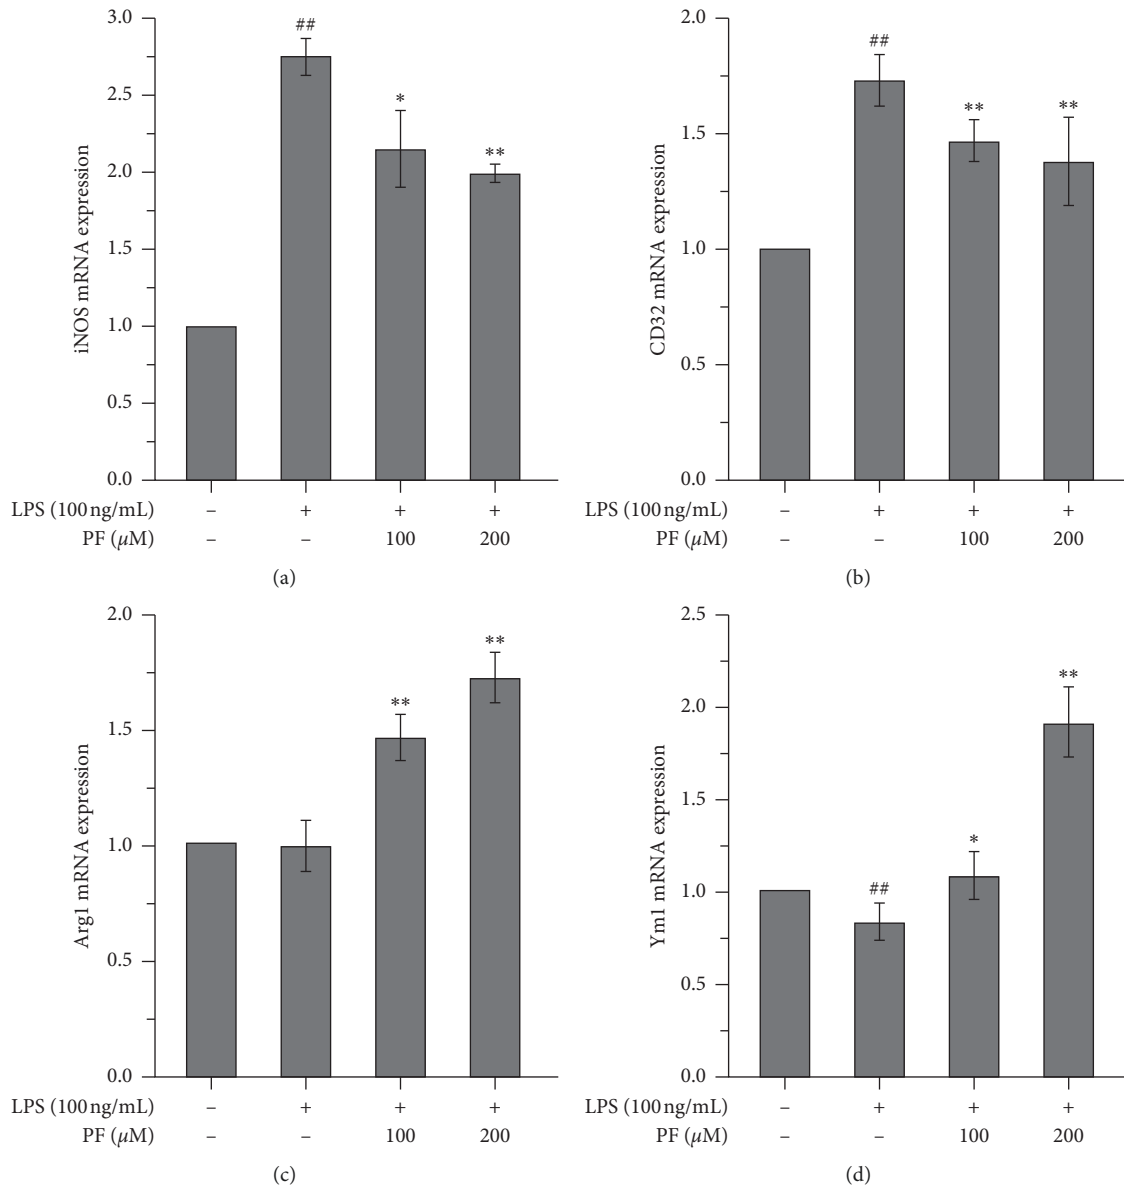 iNOS mRNA expression
3.0
2.5
2.0
1.5
1.0
0.5
0.0
##
*
**
LPS (100 ng/mL) – + + +
PF (μM) – – 100 200
(a)
CD32 mRNA expression
2.0
1.5
1.0
0.5
0.0
##
**
**
LPS (100 ng/mL) – + + +
PF (μM) – – 100 200
(b)
Arg1 mRNA expression
2.0
1.5
1.0
0.5
0.0
**
**
LPS (100 ng/mL) – + + +
PF (μM) – – 100 200
(c)
Ym1 mRNA expression
2.5
2.0
1.5
1.0
0.5
0.0
##
*
**
LPS (100 ng/mL) – + + +
PF (μM) – – 100 200
(d)